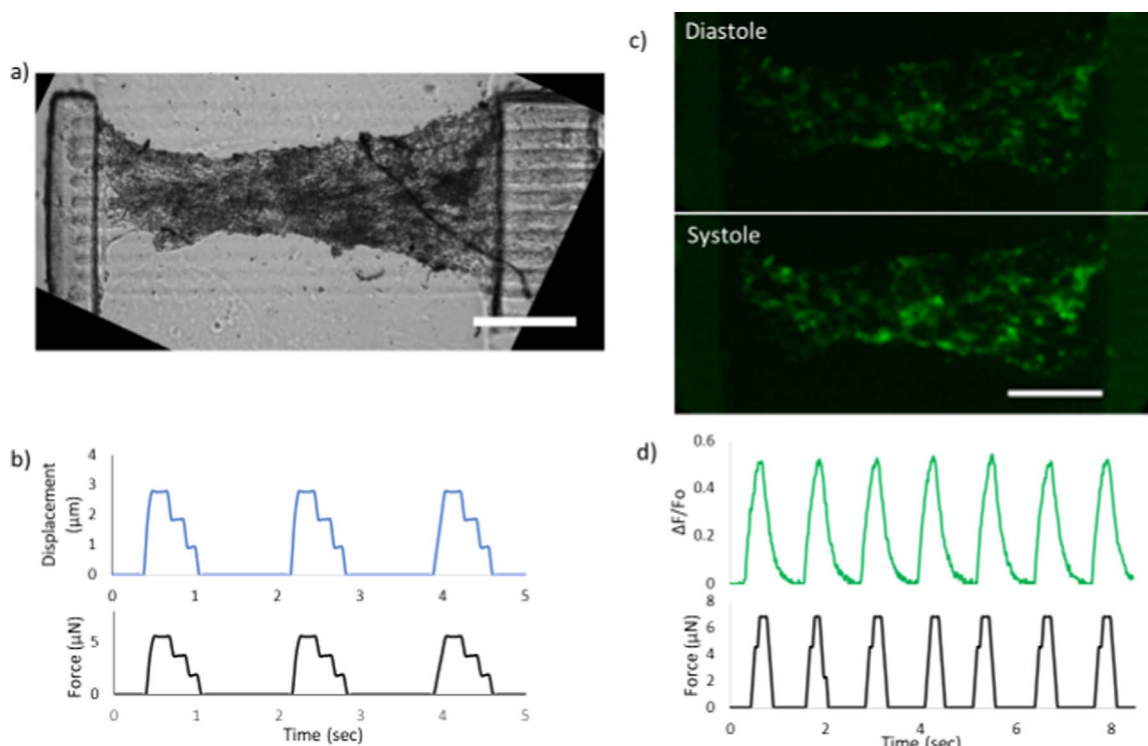 a)
c)
Diastole
Systole
b)
Displacement
(μm)
4
3
2
1
0
0 1 2 3 4 5
Force (μN)
5
0
0 1 2 3 4 5
Time (sec)
d)
ΔF/Fo
0.6
0.4
0.2
0
Force (μN)
8
6
4
2
0
0 2 4 6 8
Time (sec)